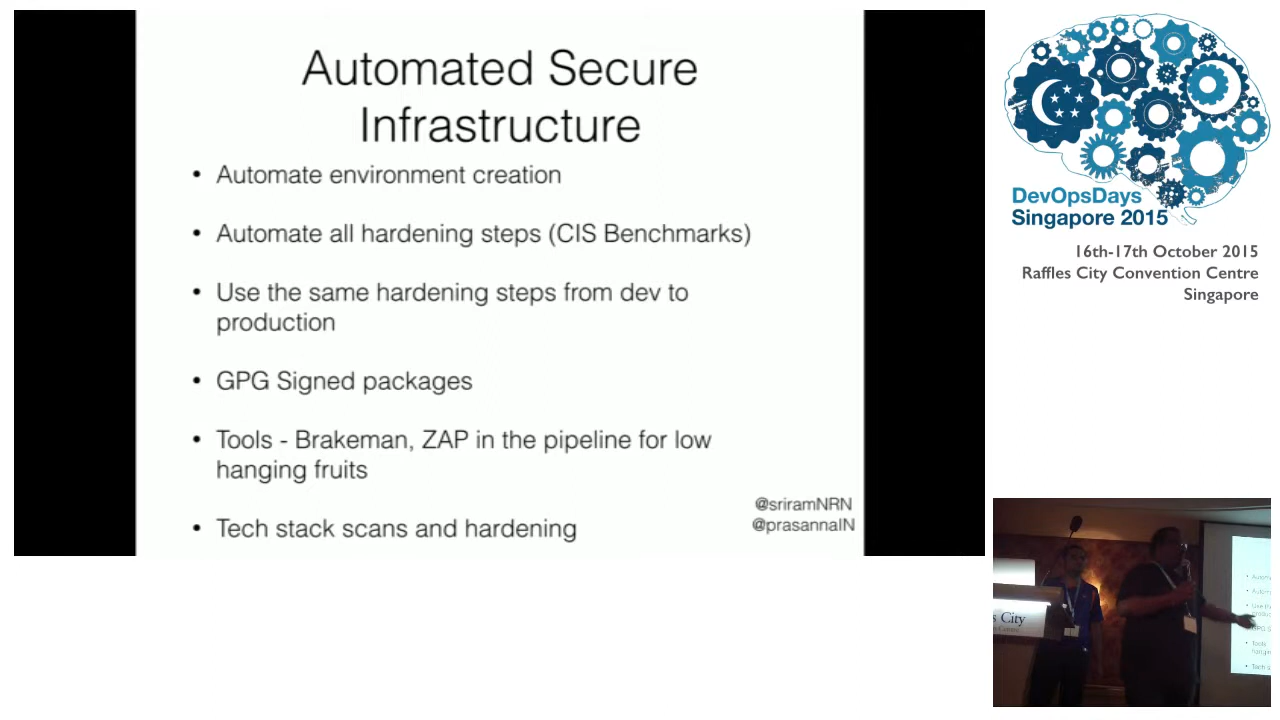 Automated Secure
Infrastructure
• Automate environment creation
• Automate all hardening steps (CIS Benchmarks)
• Use the same hardening steps from dev to
production
• GPG Signed packages
• Tools - Brakeman, ZAP in the pipeline for low
hanging fruits
• Tech stack scans and hardening
@sriramNRN
@prasannaIN
DevOpsDays
Singapore 2015
16th-17th October 2015
Raffles City Convention Centre
Singapore
City